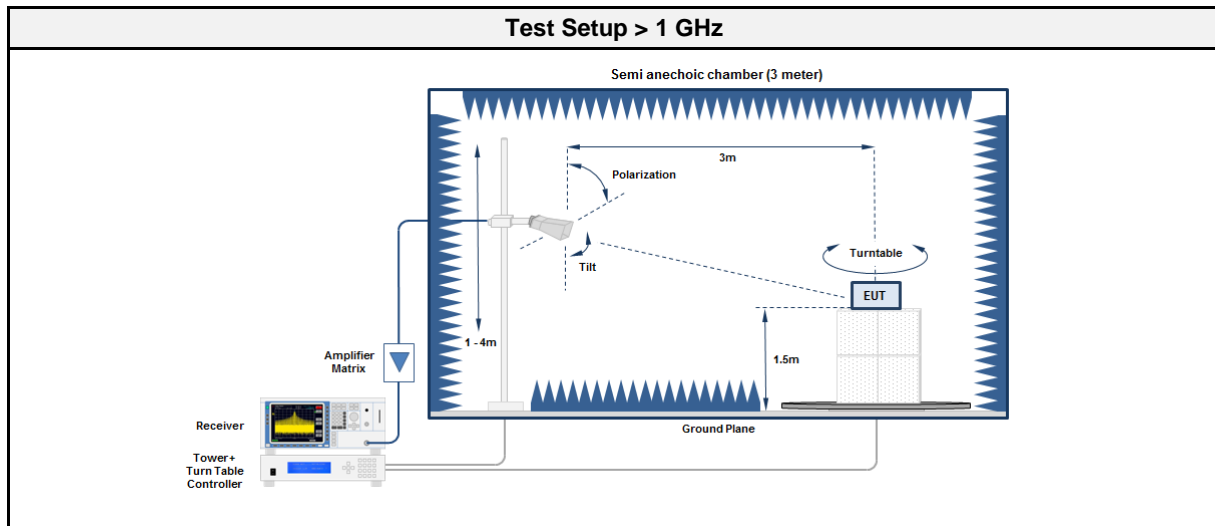 Test Setup > 1 GHz
Semi anechoic chamber (3 meter)
3m
Polarization
Tilt
Turntable
EUT
1 - 4m
1.5m
Amplifier
Matrix
Receiver
Ground Plane
Tower+
Turn Table
Controller